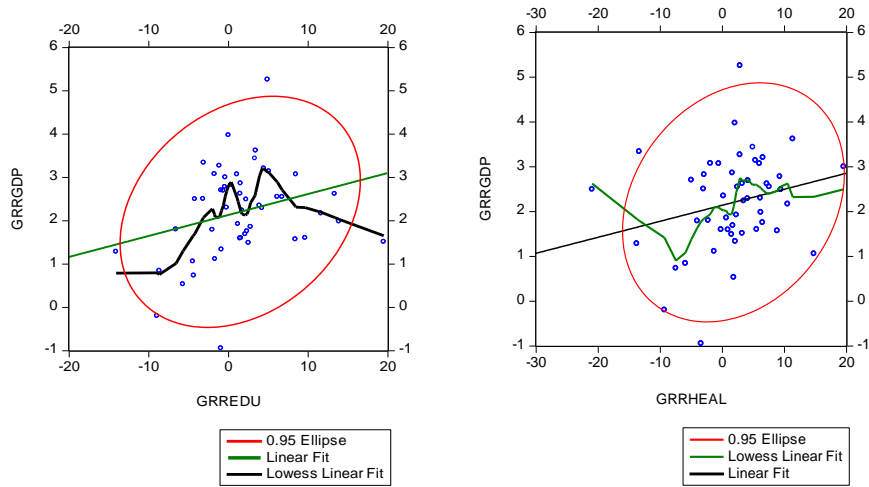 -20 -10 0 10 20
6 6
5 5
4 4
3 3
2 2
1 1
0 0
-1 -1
-20 -10 0 10 20
GRRGDP
GRREDU
0.95 Ellipse
Linear Fit
Lowess Linear Fit
-30 -20 -10 0 10 20
6 6
5 5
4 4
3 3
2 2
1 1
0 0
-1 -1
-30 -20 -10 0 10 20
GRRGDP
GRRHEAL
0.95 Ellipse
Lowess Linear Fit
Linear Fit